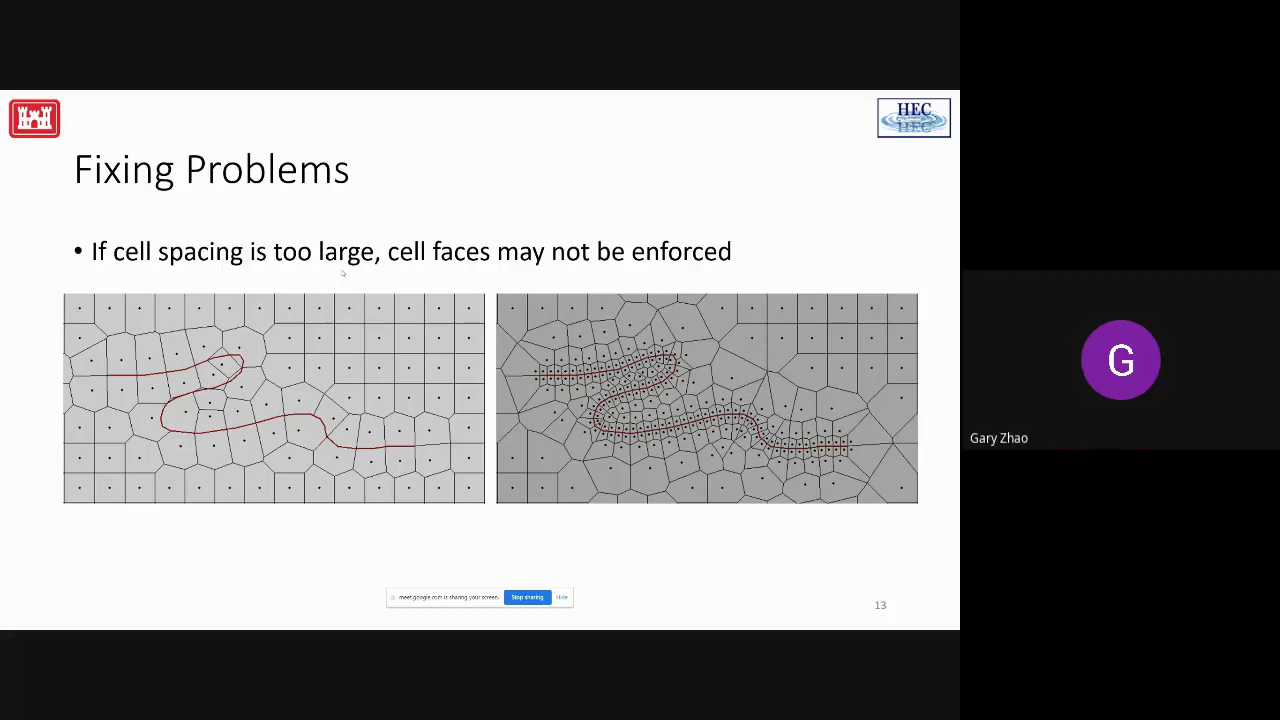 HEC
HEC
Fixing Problems
• If cell spacing is too large, cell faces may not be enforced
G
Gary Zhao
meet.google.com is sharing your screen.
Stop sharing
Hide
13